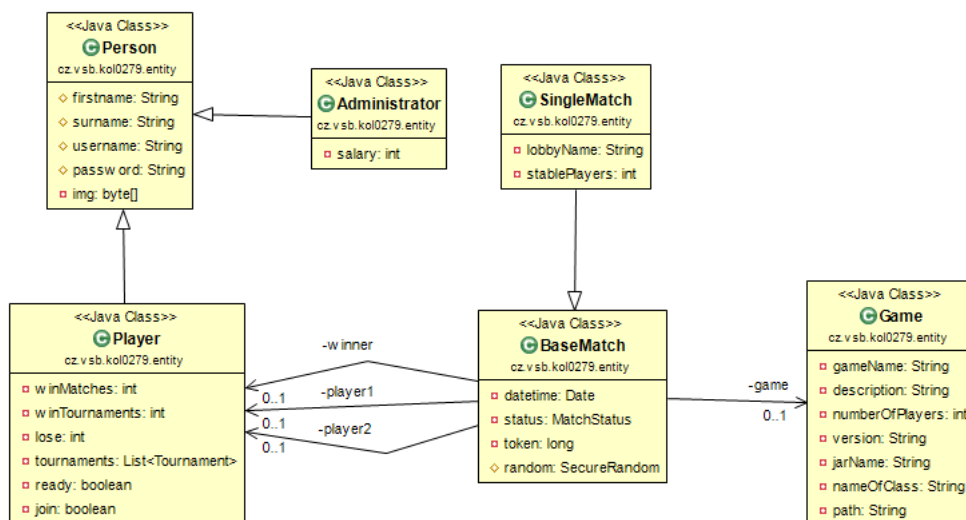 <<Java Class>>
Person
cz.vsb.kol0279.entity
firstname: String
surname: String
username: String
password: String
img: byte[]
<<Java Class>>
Administrator
cz.vsb.kol0279.entity
salary: int
<<Java Class>>
SingleMatch
cz.vsb.kol0279.entity
lobbyName: String
stablePlayers: int
<<Java Class>>
Player
cz.vsb.kol0279.entity
winMatches: int
winTournaments: int
lose: int
tournaments: List<Tournament>
ready: boolean
join: boolean
-winner
0..1
-player1
0..1
-player2
0..1
<<Java Class>>
BaseMatch
cz.vsb.kol0279.entity
datetime: Date
status: MatchStatus
token: long
random: SecureRandom
-game
0..1
<<Java Class>>
Game
cz.vsb.kol0279.entity
gameName: String
description: String
numberOfPlayers: int
version: String
jarName: String
nameOfClass: String
path: String